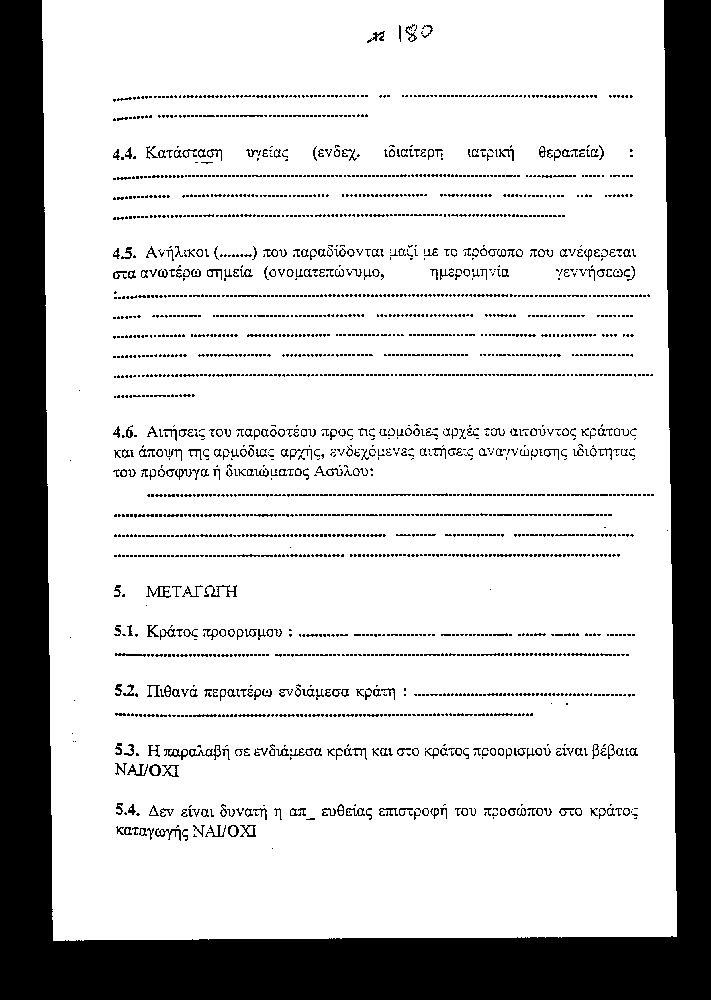 180
.............................................................. ... ................................................ ......
.......... ....................................................
4.4. Κατάσταση υγείας (ενδεχ. ιδιαίτερη ιατρική θεραπεία) :
.................................................................................................... ............. ...... ......
.............. .................................... ..................... ............. ............... .... .......
................................................................................................................
4.5. Ανήλικοι (........) που παραδίδονται μαζί με το πρόσωπο που ανέφερεται
στα ανωτέρω σημεία (ονοματεπώνυμο, ημερομηνία γεννήσεως)
:..................................................................................................................................
....... ............ ..................................... ........................ ........ .............. .........
.................. ............ ..................... ................. ................. .............. .............. .... ...
.................. .................. ...................... ..................... .................... ...............
.....................................................................................................................................
....................
4.6. Αιτήσεις του παραδοτέου προς τις αρμόδιες αρχές του αιτούντος κράτους
και άποψη της αρμόδιας αρχής, ενδεχόμενες αιτήσεις αναγνώρισης ιδιότητας
του πρόσφυγα ή δικαιώματος Ασύλου:
............................................................................................................................
..........................................................................................................................
................................................................... .......... ............... .............................
......................................................... ..................................................................
5. ΜΕΤΑΓΩΓΗ
5.1. Κράτος προορισμου : ............ .................... .................. ....... ....... .... .......
...................................... .......................................................................................
5.2. Πιθανά περαιτέρω ενδιάμεσα κράτη : ......................................................
.......................................................................................................
5.3. Η παραλαβή σε ενδιάμεσα κράτη και στο κράτος προορισμού είναι βέβαια
ΝΑΙ/ΟΧΙ
5.4. Δεν είναι δυνατή η απ_ ευθείας επιστροφή του προσώπου στο κράτος
καταγωγής ΝΑΙ/ΟΧΙ